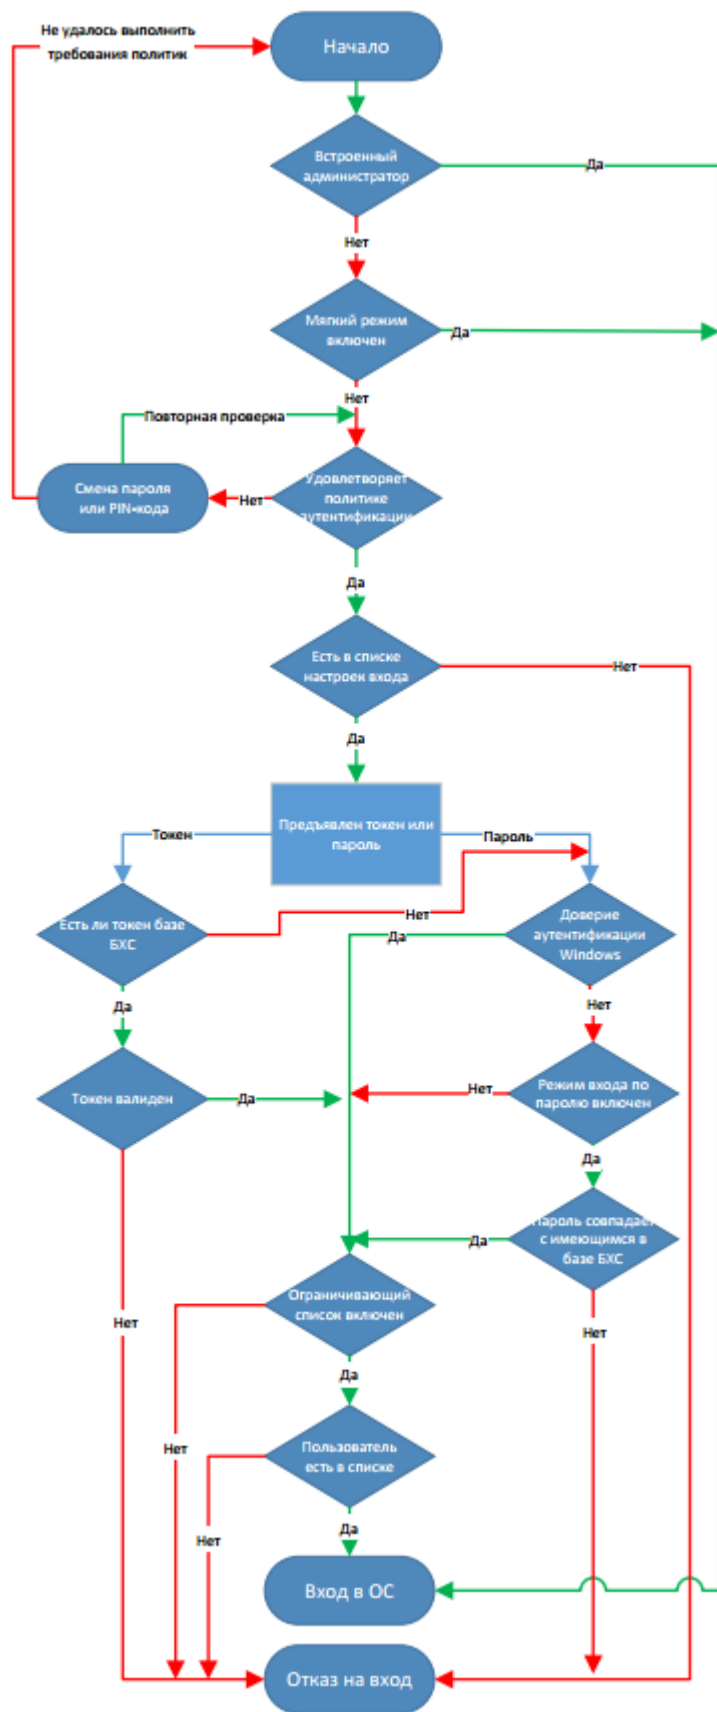 Не удалось выполнить
требования политик
Начало
Встроенный
администратор
Да
Нет
Мягкий режим
включен
Да
Нет
Повторная проверка
Смена пароля
или PIN-кода
Нет
Удовлетворяет
политике
аутентификации
Да
Есть в списке
настроек входа
Нет
Да
Предъявлен токен или
пароль
Токен
Пароль
Есть ли токен базе
БХС
Нет
Доверие
аутентификации
Windows
Да
Да
Нет
Токен валиден
Да
Нет
Режим входа по
паролю включен
Да
Пароль совпадает
с имеющимся в
базе БХС
Да
Ограничивающий
список включен
Нет
Нет
Да
Нет
Пользователь
есть в списке
Нет
Да
Вход в ОС
Отказ на вход